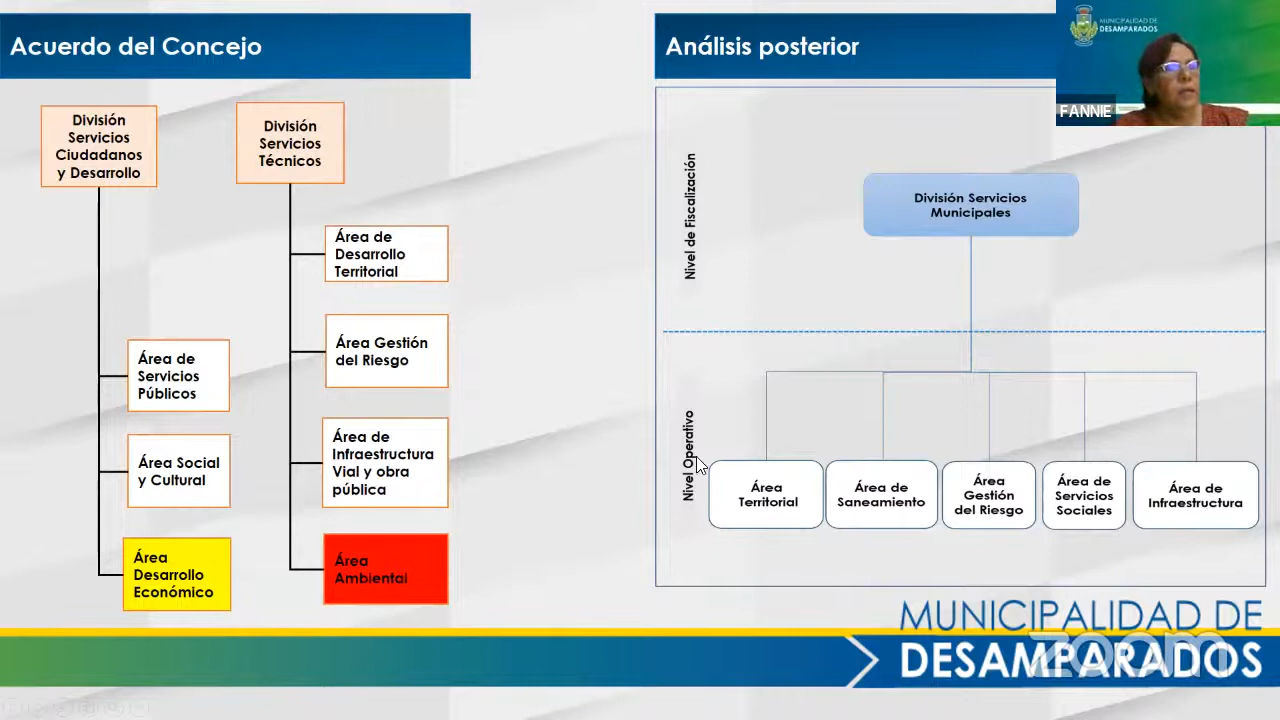 Acuerdo del Concejo
División
Servicios
Ciudadanos
y Desarrollo
División
Servicios
Técnicos
Área de
Desarrollo
Territorial
Área Gestión
del Riesgo
Área de
Servicios
Públicos
Área de
Infraestructura
Vial y obra
pública
Área Social
y Cultural
Área
Desarrollo
Económico
Área
Ambiental
Análisis posterior
MUNICIPALIDAD DE
DESAMPARADOS
FANNIE
Nivel de Fiscalización
División Servicios
Municipales
Nivel Operativo
Área
Territorial
Área de
Saneamiento
Área
Gestión
del Riesgo
Área de
Servicios
Sociales
Área de
Infraestructura
MUNICIPALIDAD DE
DESAMPARADOS
zoom